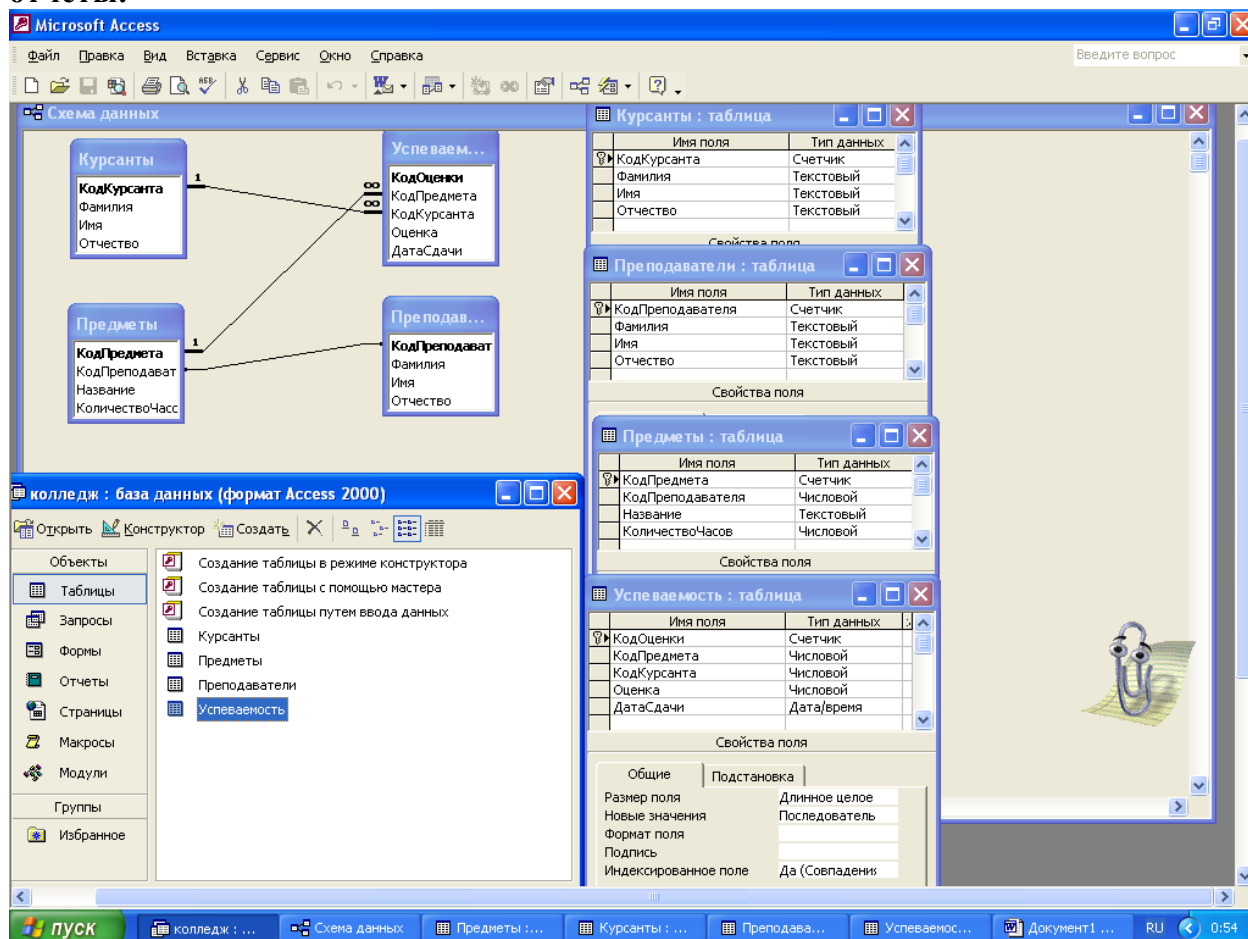 отчеты.
Microsoft Access
Файл Правка Вид Вставка Сервис Окно Справка
Введите вопрос
Схема данных
Курсанты
КодКурсанта
Фамилия
Имя
Отчество
1
∞
∞
Успеваем...
КодОценки
КодПредмета
КодКурсанта
Оценка
ДатаСдачи
Предметы
КодПредмета
КодПреподават
Название
КоличествоЧасс
1
Преподав...
КодПреподават
Фамилия
Имя
Отчество
Курсанты : таблица
Имя поля Тип данных
КодКурсанта Счетчик
Фамилия Текстовый
Имя Текстовый
Отчество Текстовый
Свойства поля
Преподаватели : таблица
Имя поля Тип данных
КодПреподавателя Счетчик
Фамилия Текстовый
Имя Текстовый
Отчество Текстовый
Свойства поля
Предметы : таблица
Имя поля Тип данных
КодПредмета Счетчик
КодПреподавателя Числовой
Название Текстовый
КоличествоЧасов Числовой
Свойства поля
Успеваемость : таблица
Имя поля Тип данных
КодОценки Счетчик
КодПредмета Числовой
КодКурсанта Числовой
Оценка Числовой
ДатаСдачи Дата/время
Свойства поля
Общие Подстановка
Размер поля Длинное целое
Новые значения Последователь
Формат поля
Подпись
Индексированное поле Да (Совпадения
колледж : база данных (формат Access 2000)
Открыть Конструктор Создать
Объекты
Таблицы
Запросы
Формы
Отчеты
Страницы
Макросы
Модули
Группы
Избранное
Создание таблицы в режиме конструктора
Создание таблицы с помощью мастера
Создание таблицы путем ввода данных
Курсанты
Предметы
Преподаватели
Успеваемость
пуск
колледж : ...
Схема данных
Предметы :...
Курсанты : ...
Преподава...
Успеваемос...
Документ1 ...
RU
0:54